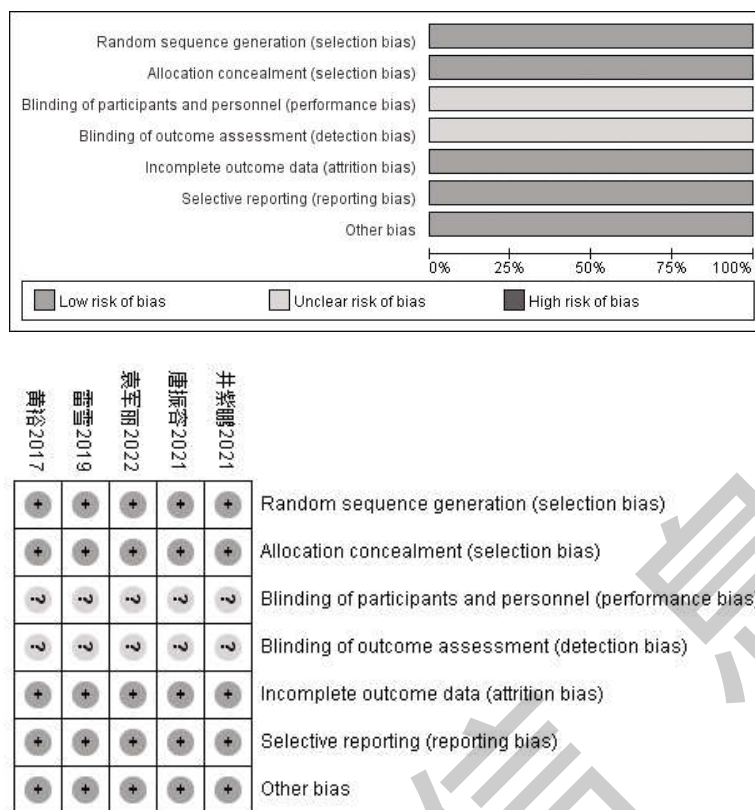 Random sequence generation (selection bias)
Allocation concealment (selection bias)
Blinding of participants and personnel (performance bias)
Blinding of outcome assessment (detection bias)
Incomplete outcome data (attrition bias)
Selective reporting (reporting bias)
Other bias
0% 25% 50% 75% 100%
Low risk of bias Unclear risk of bias High risk of bias
黄裕2017 雷雪2019 袁军丽2022 唐振容2021 井紫鹏2021
+ + + + + Random sequence generation (selection bias)
+ + + + + Allocation concealment (selection bias)
? ? ? ? ? Blinding of participants and personnel (performance bias
? ? ? ? ? Blinding of outcome assessment (detection bias)
+ + + + + Incomplete outcome data (attrition bias)
+ + + + + Selective reporting (reporting bias)
+ + + + + Other bias
信息